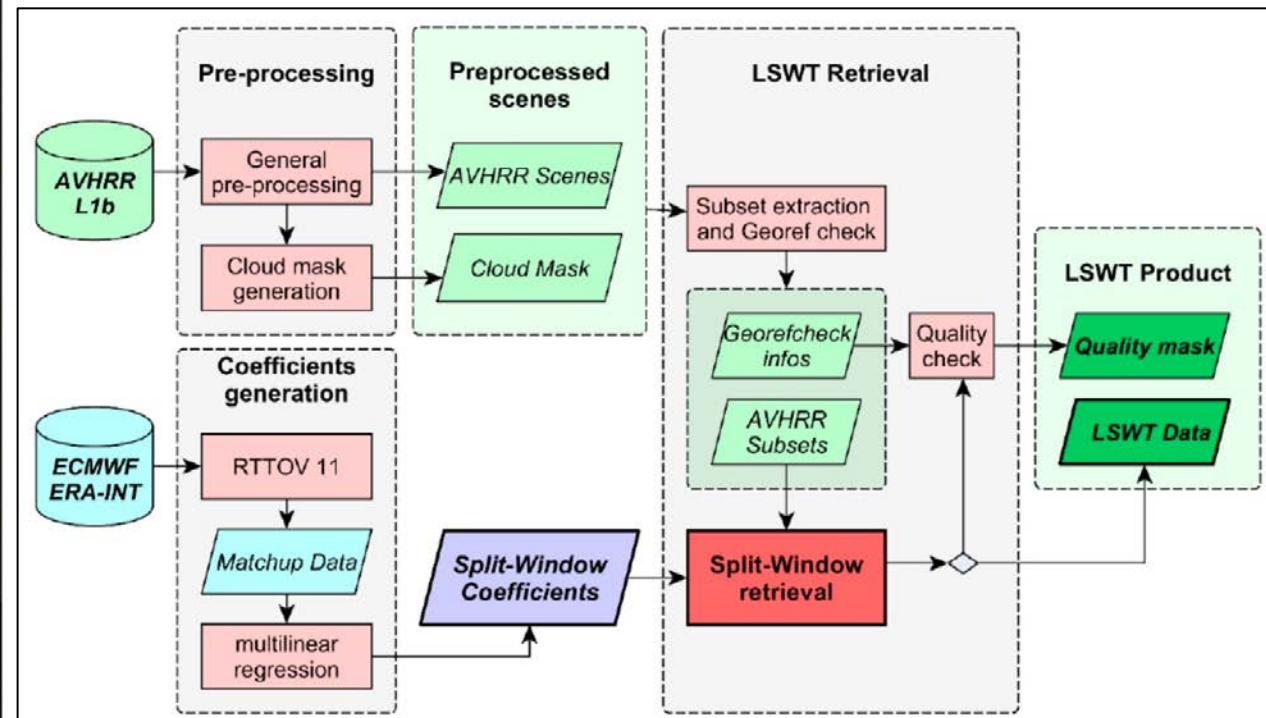 Pre-processing
Preprocessed
scenes
LSWT Retrieval
AVHRR
L1b
General
pre-processing
AVHRR Scenes
Cloud mask
generation
Cloud Mask
Subset extraction
and Georef check
LSWT Product
Georefcheck
infos
Quality
check
Quality mask
AVHRR
Subsets
LSWT Data
Coefficients
generation
ECMWF
ERA-INT
RTTOV 11
Matchup Data
multilinear
regression
Split-Window
Coefficients
Split-Window
retrieval